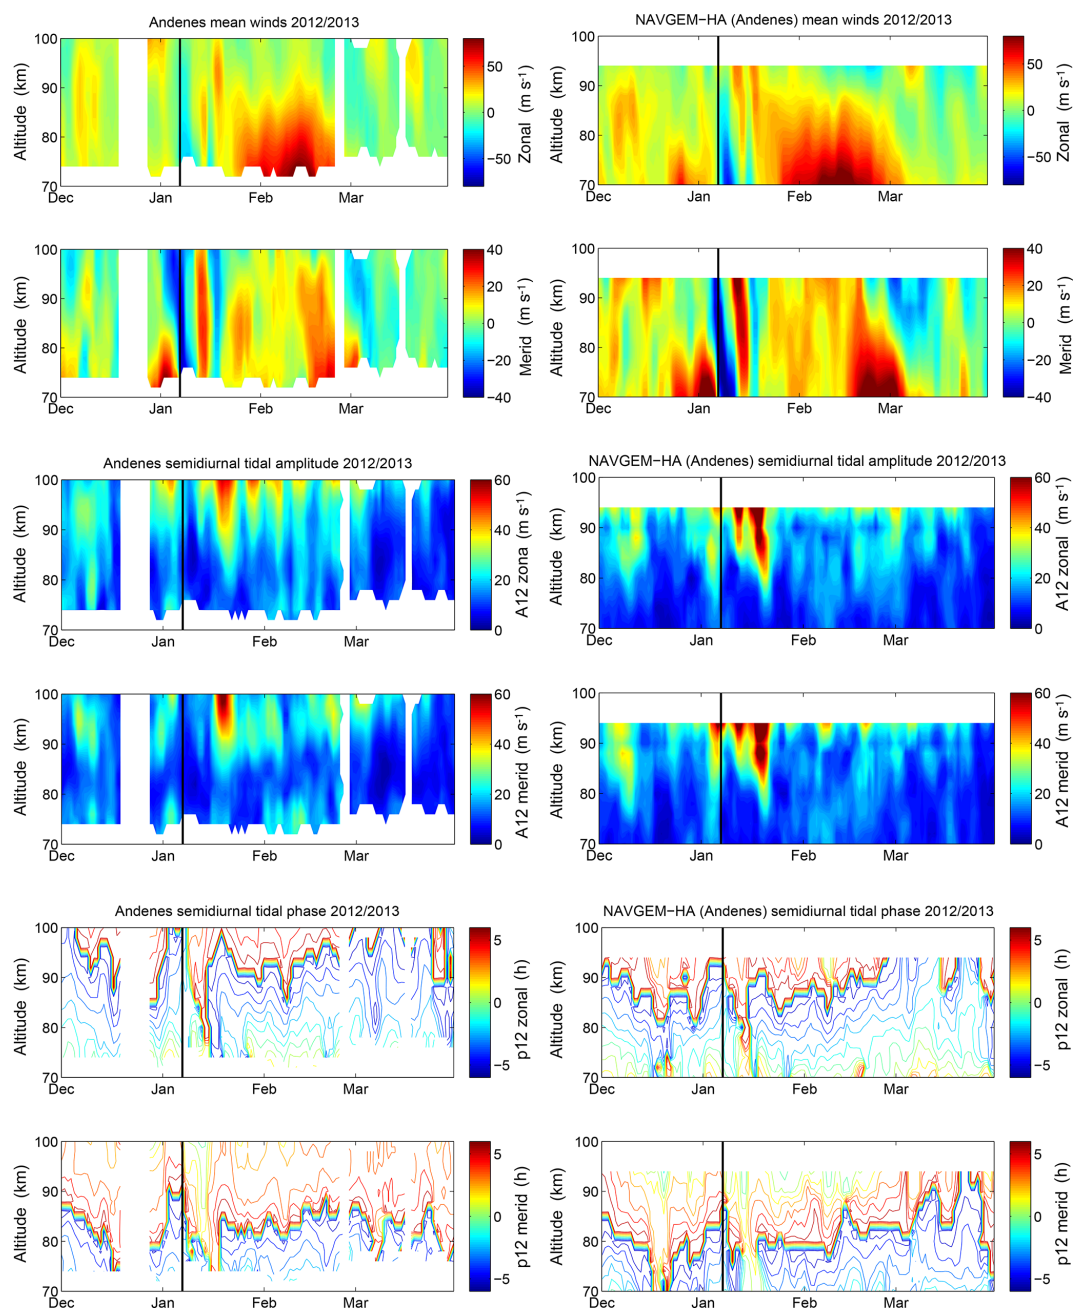 Andenes mean winds 2012/2013
100
90
80
70
Altitude (km)
Dec Jan Feb Mar
50
0
−50
Zonal (m s⁻¹)
NAVGEM−HA (Andenes) mean winds 2012/2013
100
90
80
70
Altitude (km)
Dec Jan Feb Mar
50
0
−50
Zonal (m s⁻¹)
100
90
80
70
Altitude (km)
Dec Jan Feb Mar
40
20
0
−20
−40
Merid (m s⁻¹)
100
90
80
70
Altitude (km)
Dec Jan Feb Mar
40
20
0
−20
−40
Merid (m s⁻¹)
Andenes semidiurnal tidal amplitude 2012/2013
100
90
80
70
Altitude (km)
Dec Jan Feb Mar
60
40
20
0
A12 zonal (m s⁻¹)
NAVGEM−HA (Andenes) semidiurnal tidal amplitude 2012/2013
100
90
80
70
Altitude (km)
Dec Jan Feb Mar
60
40
20
0
A12 zonal (m s⁻¹)
100
90
80
70
Altitude (km)
Dec Jan Feb Mar
60
40
20
0
A12 merid (m s⁻¹)
100
90
80
70
Altitude (km)
Dec Jan Feb Mar
60
40
20
0
A12 merid (m s⁻¹)
Andenes semidiurnal tidal phase 2012/2013
100
90
80
70
Altitude (km)
Dec Jan Feb Mar
5
0
−5
p12 zonal (h)
NAVGEM−HA (Andenes) semidiurnal tidal phase 2012/2013
100
90
80
70
Altitude (km)
Dec Jan Feb Mar
5
0
−5
p12 zonal (h)
100
90
80
70
Altitude (km)
Dec Jan Feb Mar
5
0
−5
p12 merid (h)
100
90
80
70
Altitude (km)
Dec Jan Feb Mar
5
0
−5
p12 merid (h)